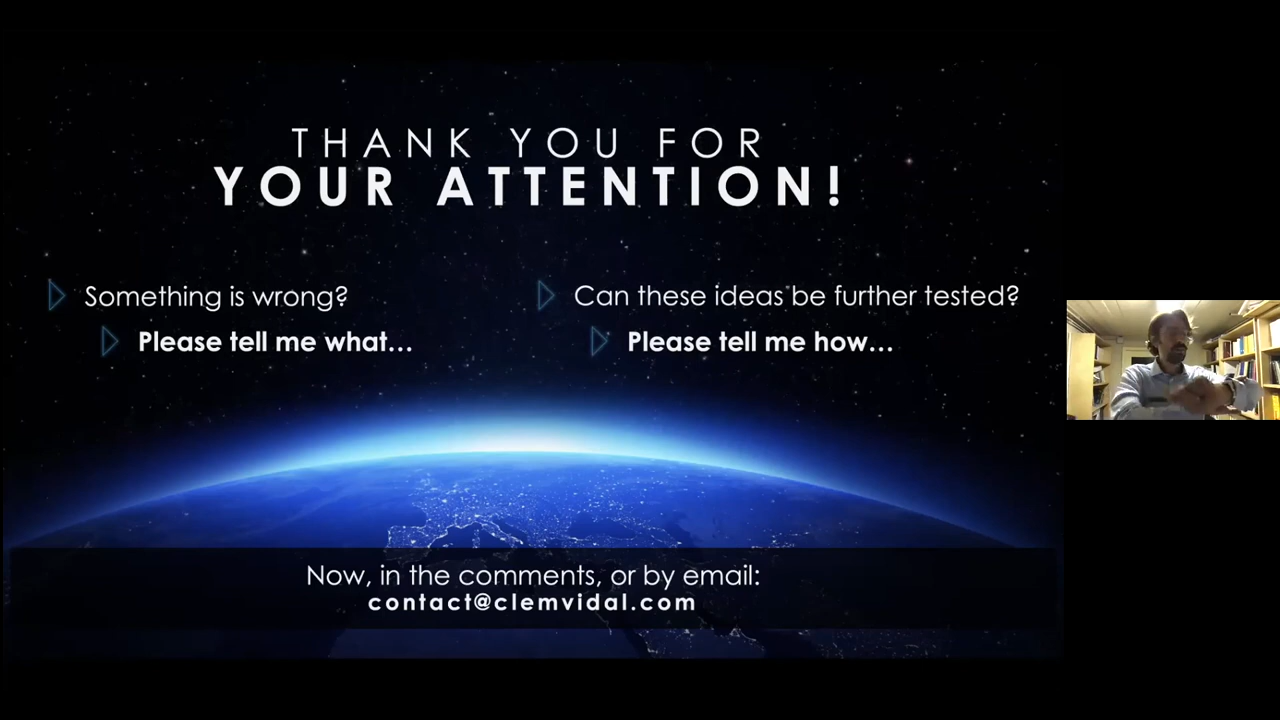 THANK YOU FOR
YOUR ATTENTION!
Something is wrong?
Please tell me what...
Can these ideas be further tested?
Please tell me how...
Now, in the comments, or by email:
contact@clemvidal.com